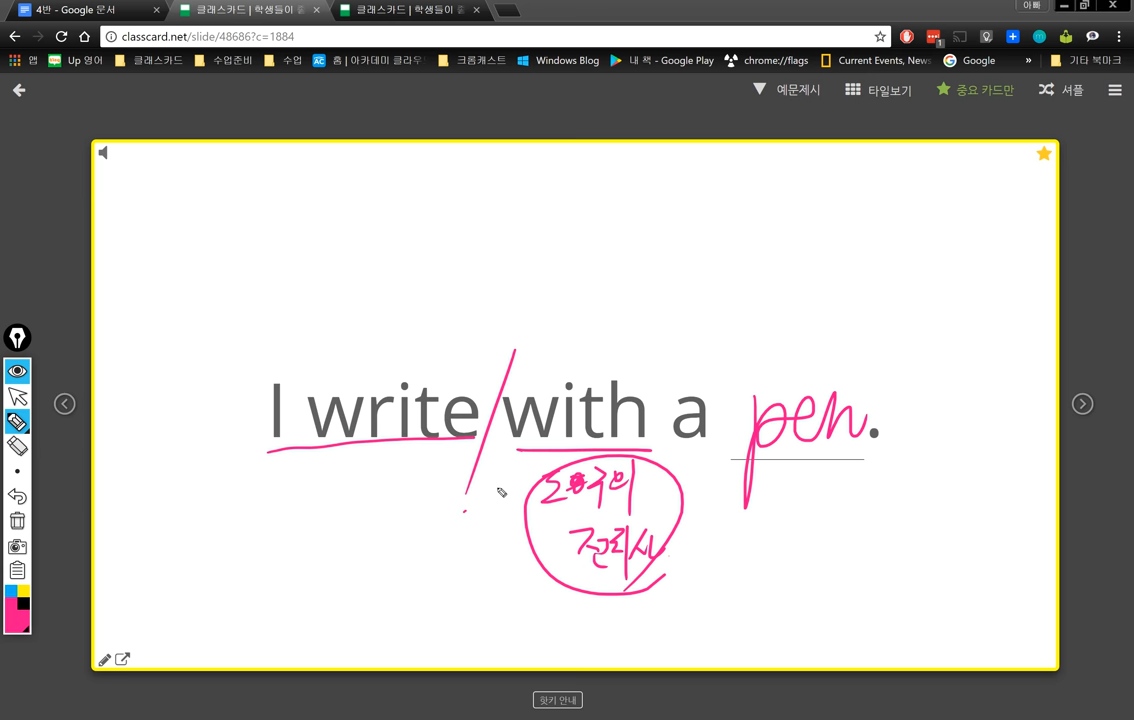 4반 - Google 문서
클래스카드 | 학생들이
클래스카드 | 학생들이
아빠
classcard.net/slide/48686?c=1884
앱 Up 영어 클래스카드 수업준비 수업 홈 | 아카데미 클라우 크롬캐스트 Windows Blog 내 책 - Google Play chrome://flags Current Events, News Google » 기타 북마크
예문제시 타일보기 중요 카드만 셔플
I write / with a pen.
도구의
전치사
핫키 안내